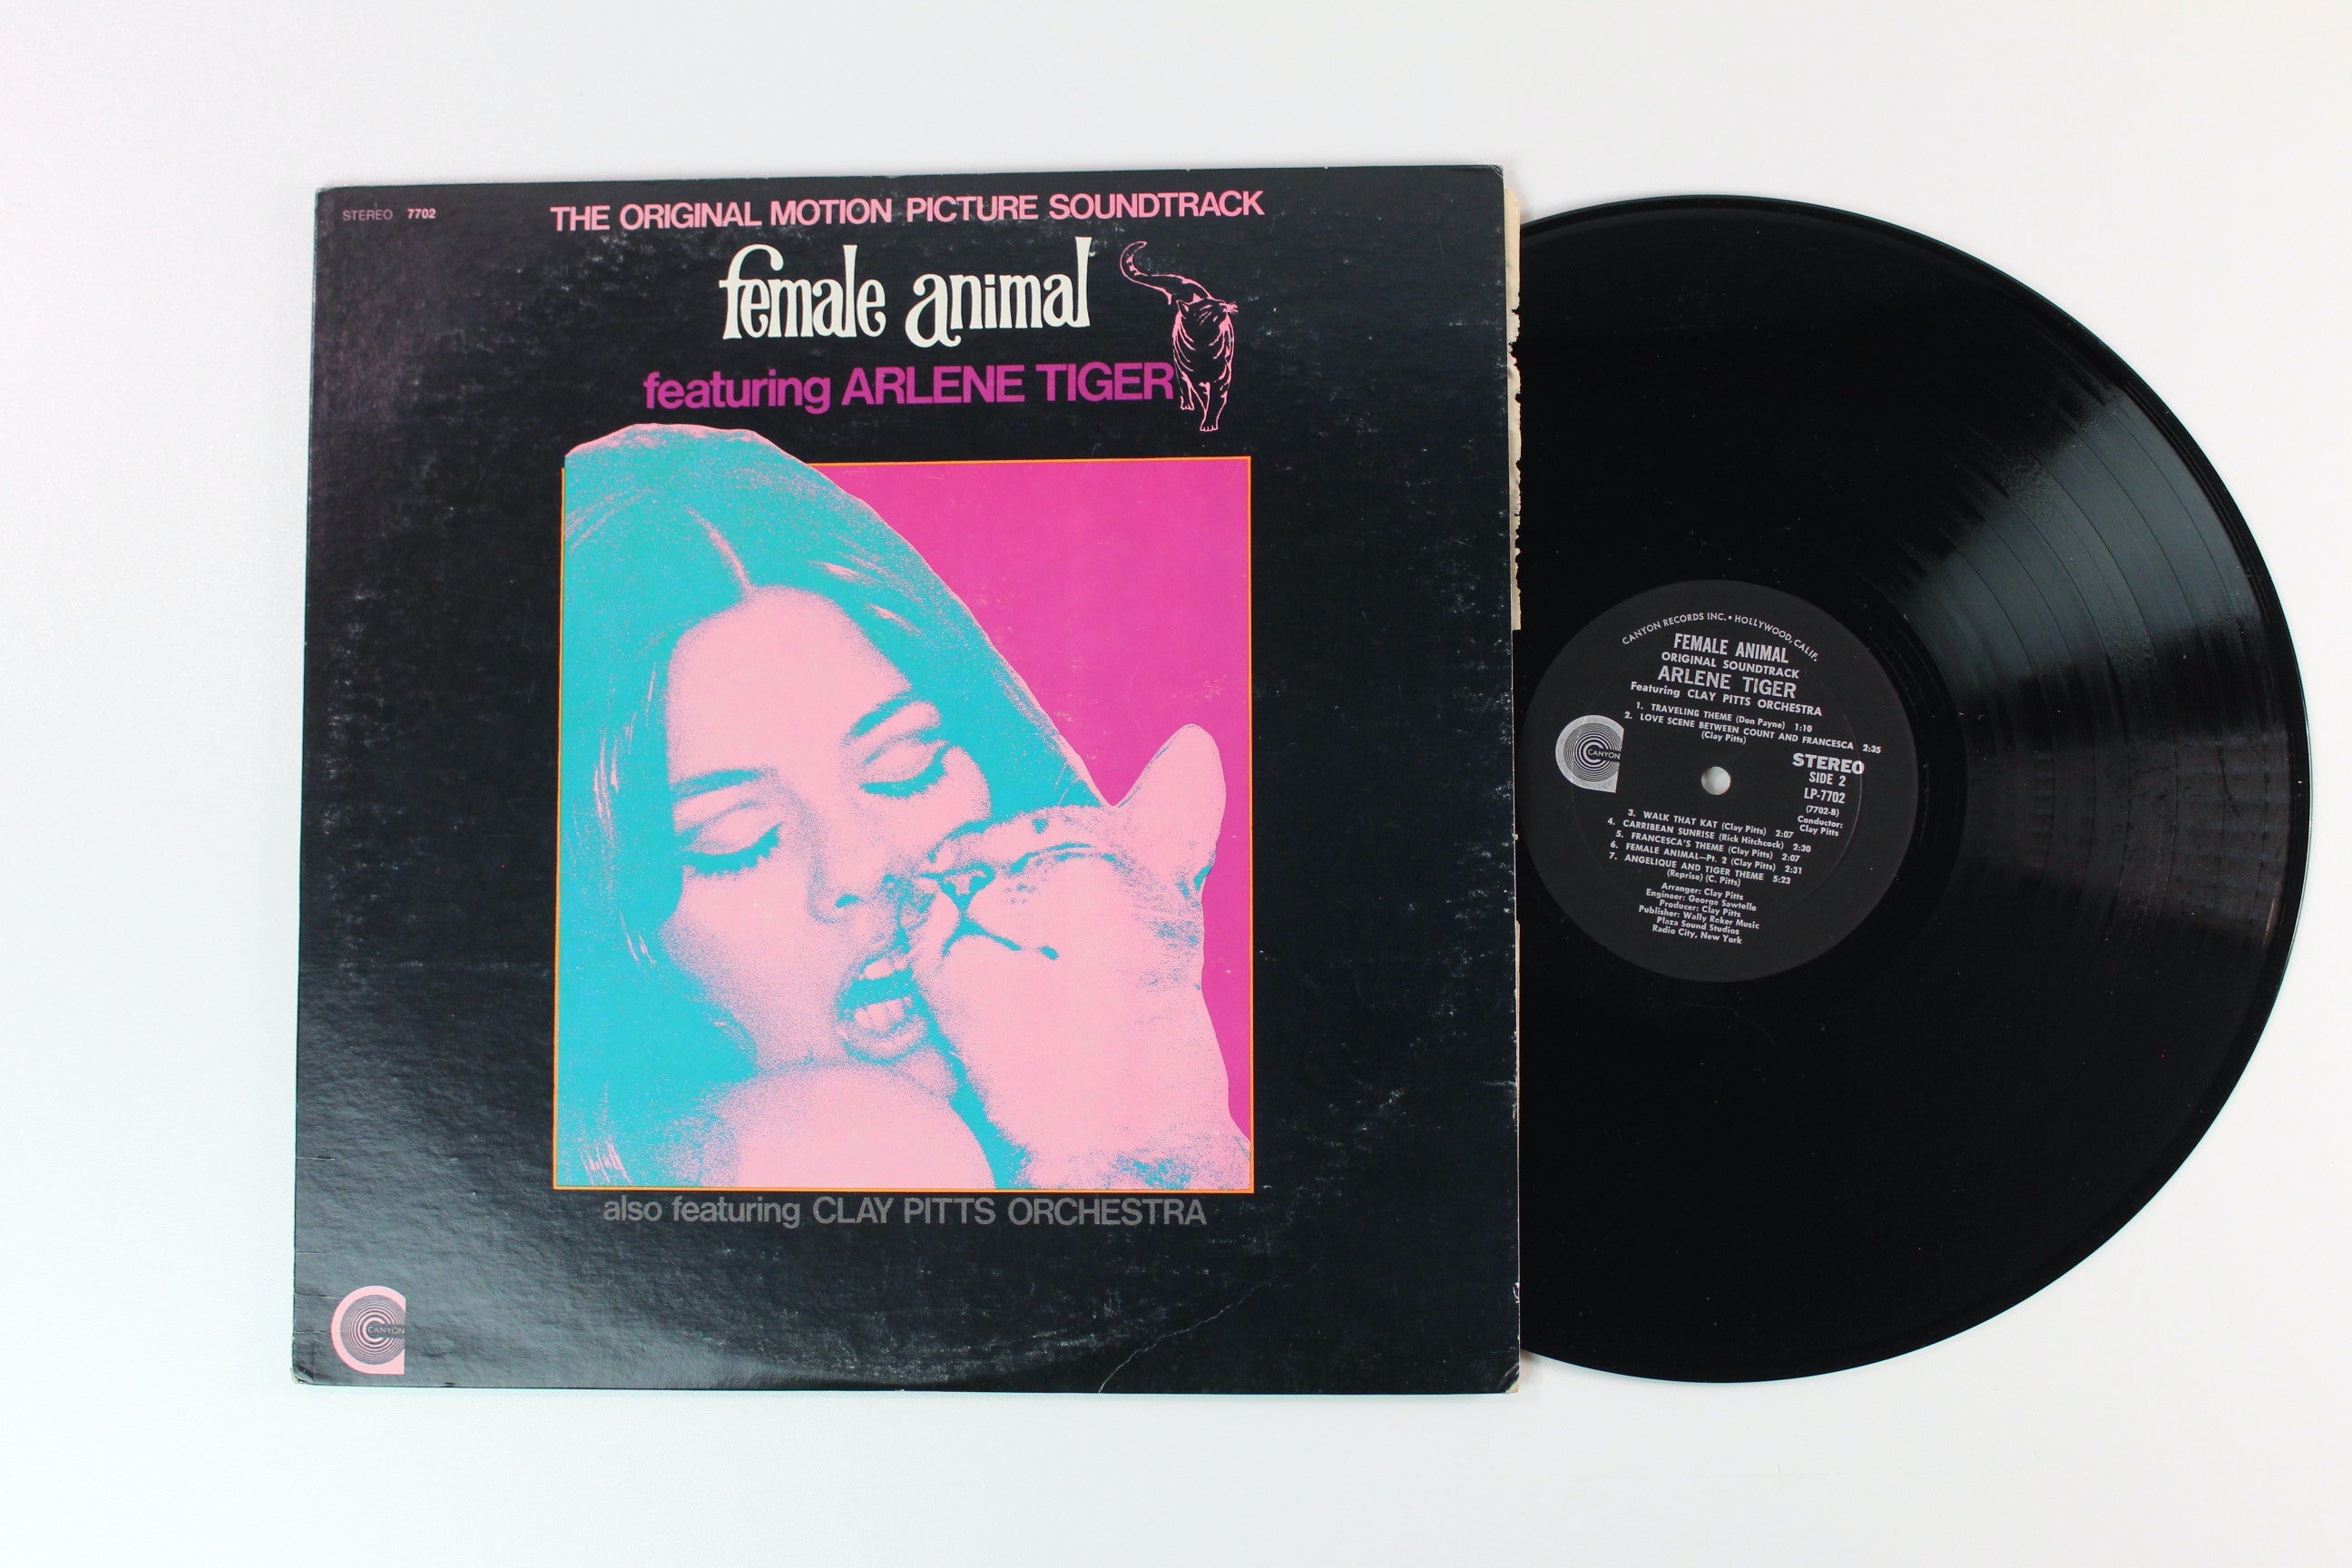 STEREO 7702
THE ORIGINAL MOTION PICTURE SOUNDTRACK
female animal
featuring ARLENE TIGER
also featuring CLAY PITTS ORCHESTRA
CANYON
CANYON RECORDS INC. • HOLLYWOOD, CALIF.
FEMALE ANIMAL
ORIGINAL SOUNDTRACK
ARLENE TIGER
Featuring CLAY PITTS ORCHESTRA
1. TRAVELING THEME (Don Payne) 1:10
2. LOVE SCENE BETWEEN COUNT AND FRANCESCA 2:35
(Clay Pitts)
CANYON
STEREO
SIDE 2
LP-7702
(7702-B)
Conductor:
Clay Pitts
3. WALK THAT KAT (Clay Pitts) 2:07
4. CARRIBEAN SUNRISE (Rick Hitchcock) 2:30
5. FRANCESCA'S THEME (Clay Pitts) 2:07
6. FEMALE ANIMAL—Pt. 2 (Clay Pitts) 2:31
7. ANGELIQUE AND TIGER THEME 5:23
(Reprise) (C. Pitts)
Arranger: Clay Pitts
Engineer: George Sawtelle
Producer: Clay Pitts
Publisher: Wally Roker Music
Plaza Sound Studios
Radio City, New York